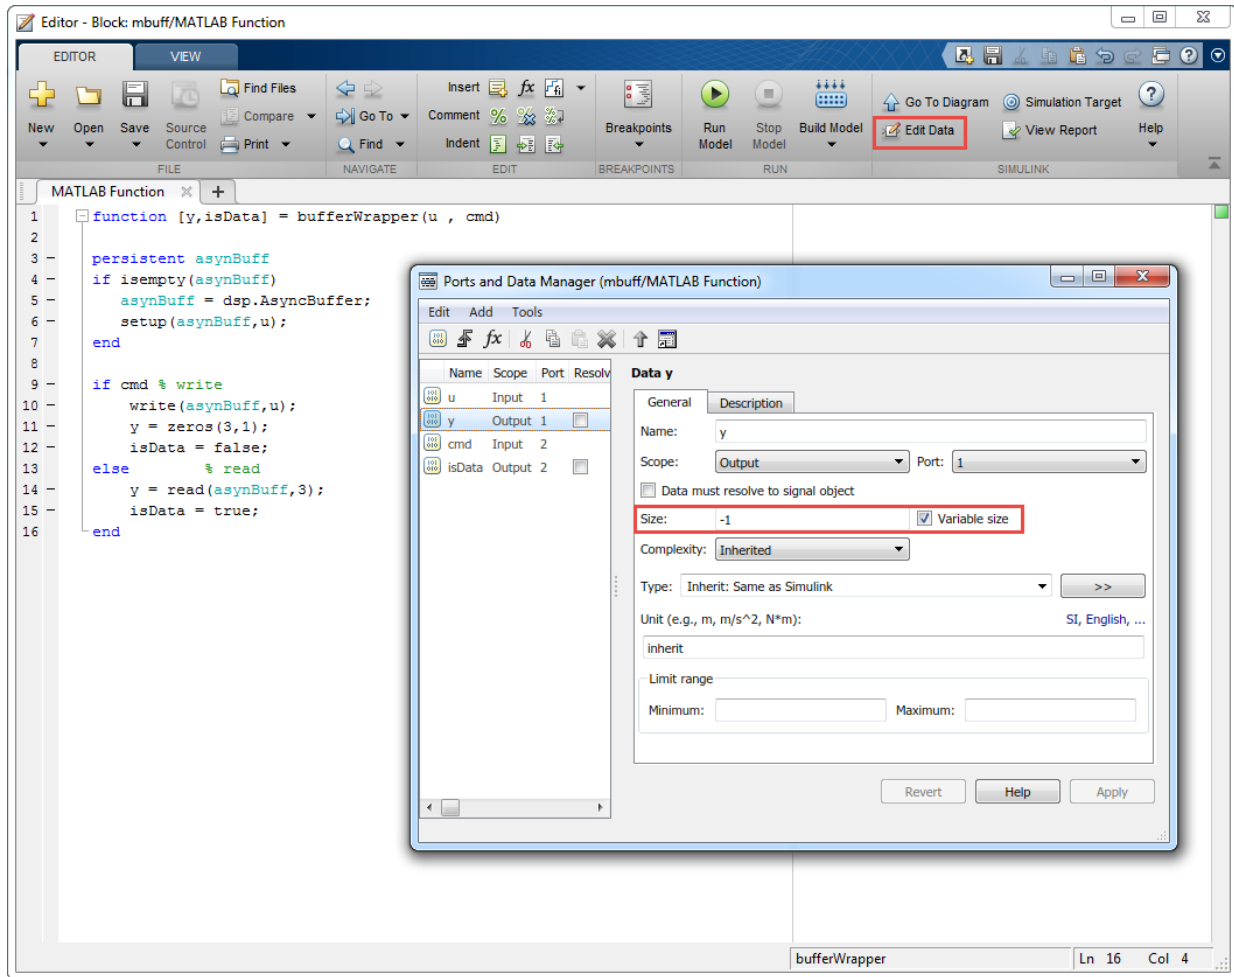 Editor - Block: mbuff/MATLAB Function
EDITOR VIEW
New Open Save Source Control Find Files Compare Print
FILE
Go To Find
NAVIGATE
Insert fx
Comment
Indent
EDIT
Breakpoints
BREAKPOINTS
Run Model Stop Model Build Model
RUN
Go To Diagram Simulation Target
Edit Data View Report
SIMULINK
Help
MATLAB Function
1 function [y,isData] = bufferWrapper(u , cmd)
2
3 – persistent asynBuff
4 – if isempty(asynBuff)
5 – asynBuff = dsp.AsyncBuffer;
6 – setup(asynBuff,u);
7 end
8
9 – if cmd % write
10 – write(asynBuff,u);
11 – y = zeros(3,1);
12 – isData = false;
13 else % read
14 – y = read(asynBuff,3);
15 – isData = true;
16 end
Ports and Data Manager (mbuff/MATLAB Function)
Edit Add Tools
fx
Name Scope Port Resolv
u Input 1
y Output 1
cmd Input 2
isData Output 2
Data y
General Description
Name: y
Scope: Output Port: 1
Data must resolve to signal object
Size: -1 Variable size
Complexity: Inherited
Type: Inherit: Same as Simulink >>
Unit (e.g., m, m/s^2, N*m): SI, English, ...
inherit
Limit range
Minimum: Maximum:
Revert Help Apply
bufferWrapper Ln 16 Col 4